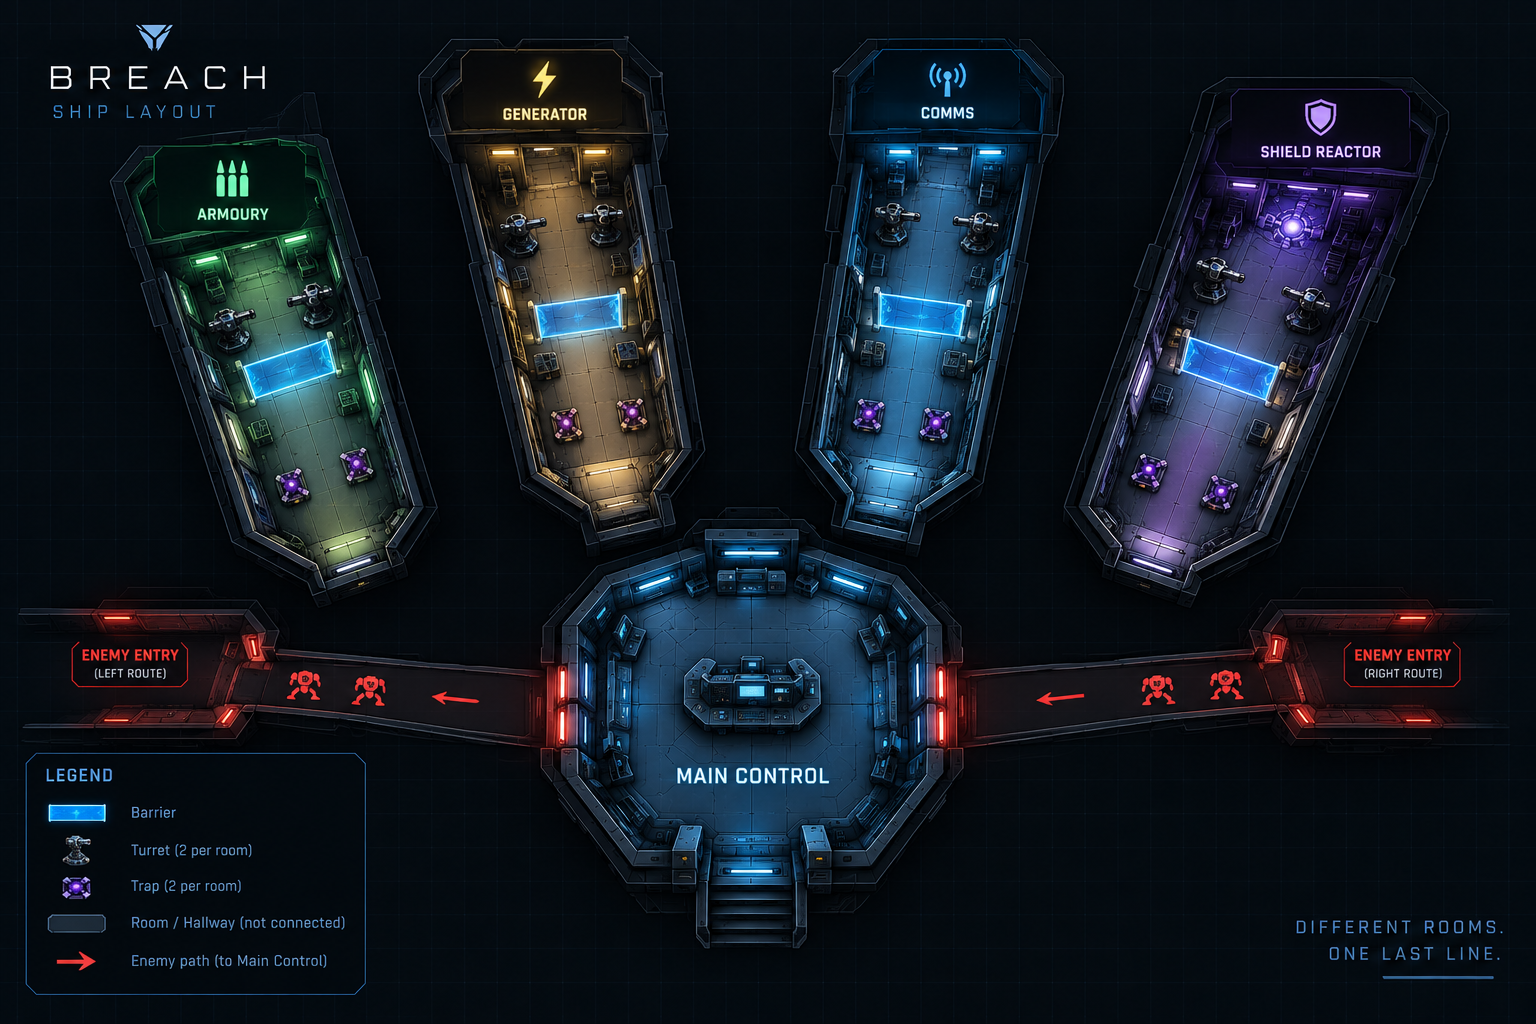 BREACH
SHIP LAYOUT
GENERATOR
COMMS
SHIELD REACTOR
ARMOURY
ENEMY ENTRY
(LEFT ROUTE)
ENEMY ENTRY
(RIGHT ROUTE)
MAIN CONTROL
LEGEND
Barrier
Turret (2 per room)
Trap (2 per room)
Room / Hallway (not connected)
Enemy path (to Main Control)
DIFFERENT ROOMS.
ONE LAST LINE.